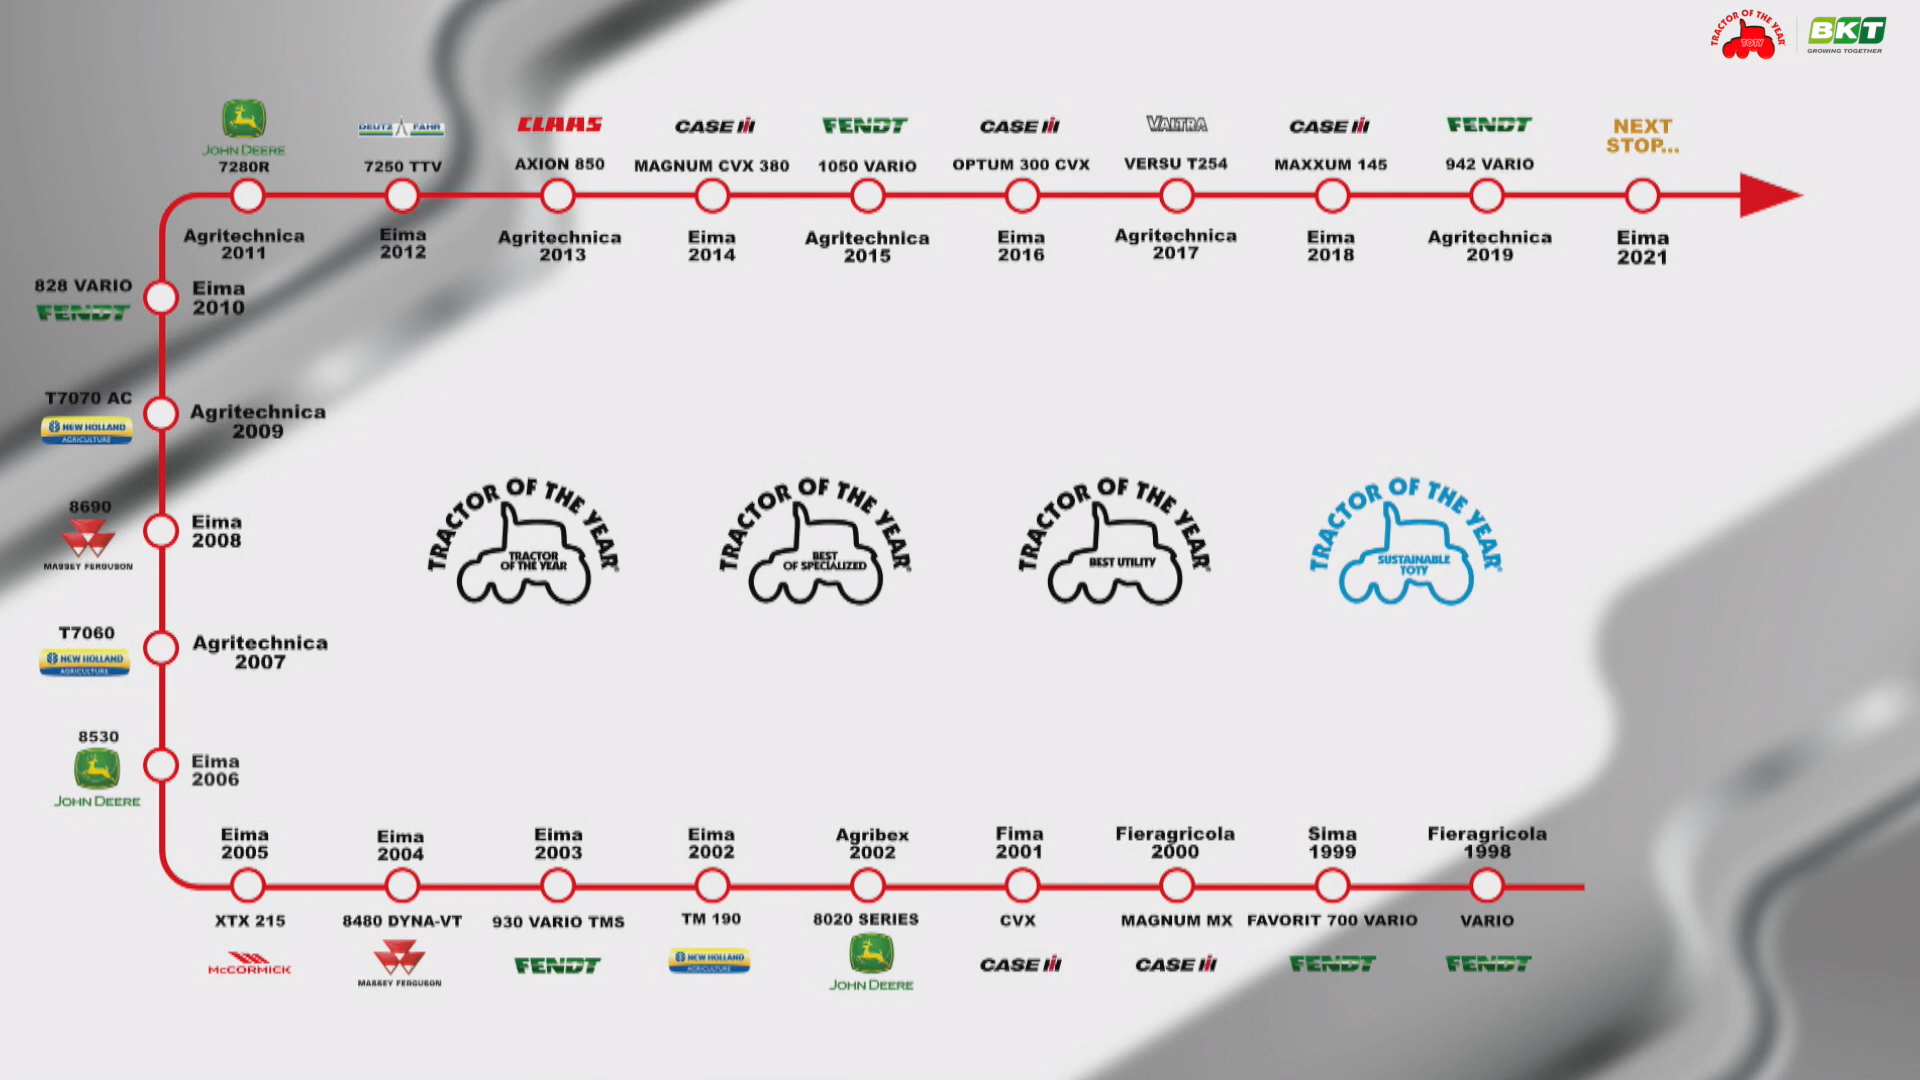 TRACTOR OF THE YEAR
TOTY
BKT
GROWING TOGETHER
JOHN DEERE
7280R
Agritechnica
2011
DEUTZ FAHR
7250 TTV
Eima
2012
CLAAS
AXION 850
Agritechnica
2013
CASE IH
MAGNUM CVX 380
Eima
2014
FENDT
1050 VARIO
Agritechnica
2015
CASE IH
OPTUM 300 CVX
Eima
2016
VALTRA
VERSU T254
Agritechnica
2017
CASE IH
MAXXUM 145
Eima
2018
FENDT
942 VARIO
Agritechnica
2019
NEXT
STOP...
Eima
2021
828 VARIO
FENDT
Eima
2010
T7070 AC
NEW HOLLAND
AGRICULTURE
Agritechnica
2009
8690
MASSEY FERGUSON
Eima
2008
T7060
NEW HOLLAND
AGRICULTURE
Agritechnica
2007
8530
JOHN DEERE
Eima
2006
TRACTOR OF THE YEAR®
TRACTOR
OF THE YEAR
TRACTOR OF THE YEAR®
BEST
OF SPECIALIZED
TRACTOR OF THE YEAR®
BEST UTILITY
TRACTOR OF THE YEAR®
SUSTAINABLE
TOTY
Eima
2005
XTX 215
McCORMICK
Eima
2004
8480 DYNA-VT
MASSEY FERGUSON
Eima
2003
930 VARIO TMS
FENDT
Eima
2002
TM 190
NEW HOLLAND
AGRICULTURE
Agribex
2002
8020 SERIES
JOHN DEERE
Fima
2001
CVX
CASE IH
Fieragricola
2000
MAGNUM MX
CASE IH
Sima
1999
FAVORIT 700 VARIO
FENDT
Fieragricola
1998
VARIO
FENDT